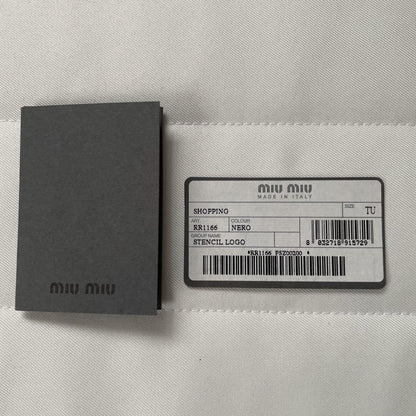 miu miu
miu miu
MADE IN ITALY
SHOPPING
SIZE TU
ART. COLOUR
RR1166 NERO
GROUP NAME
STENCIL LOGO
8 032718 915729
*RR1166 PSZ00200 *